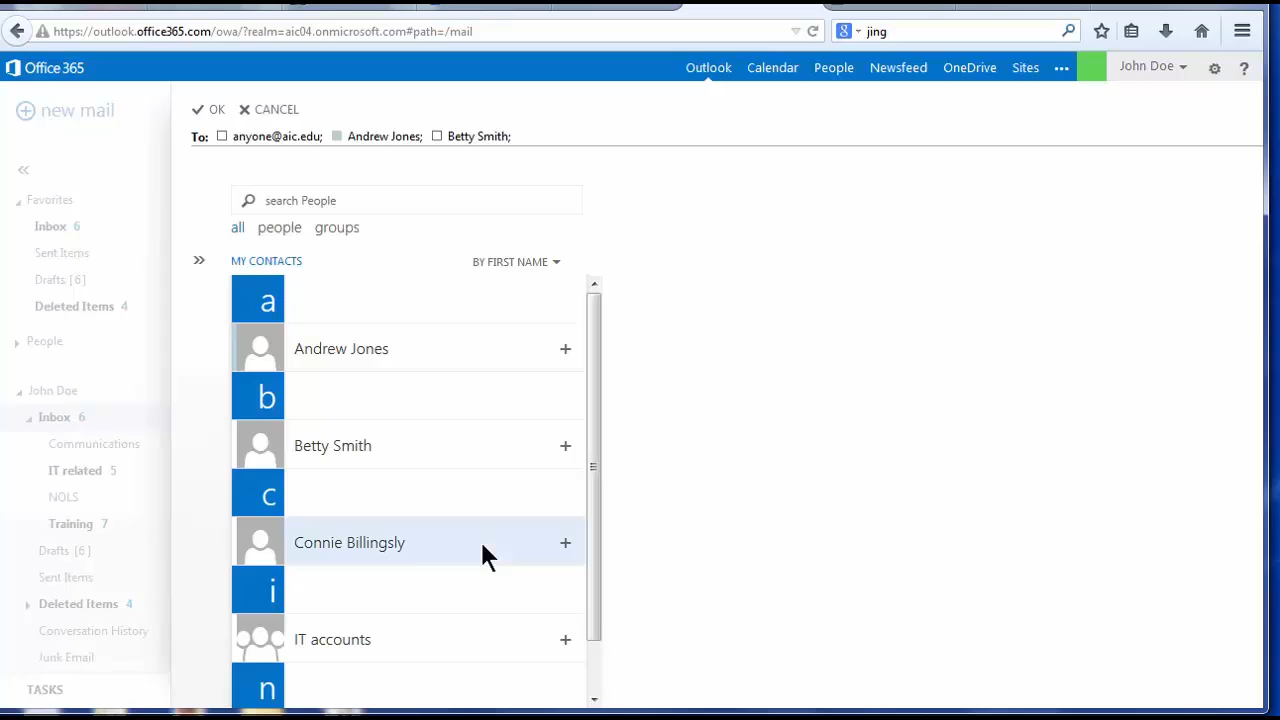 https://outlook.office365.com/owa/?realm=aic04.onmicrosoft.com#path=/mail
jing
Office 365
Outlook Calendar People Newsfeed OneDrive Sites ••• John Doe ?
new mail
Favorites
Inbox 6
Sent Items
Drafts [6]
Deleted Items 4
People
John Doe
Inbox 6
Communications
IT related 5
NOLS
Training 7
Drafts [6]
Sent Items
Deleted Items 4
Conversation History
Junk Email
TASKS
OK CANCEL
To: anyone@aic.edu; Andrew Jones; Betty Smith;
search People
all people groups
MY CONTACTS BY FIRST NAME
a
Andrew Jones +
b
Betty Smith +
c
Connie Billingsly +
i
IT accounts +
n